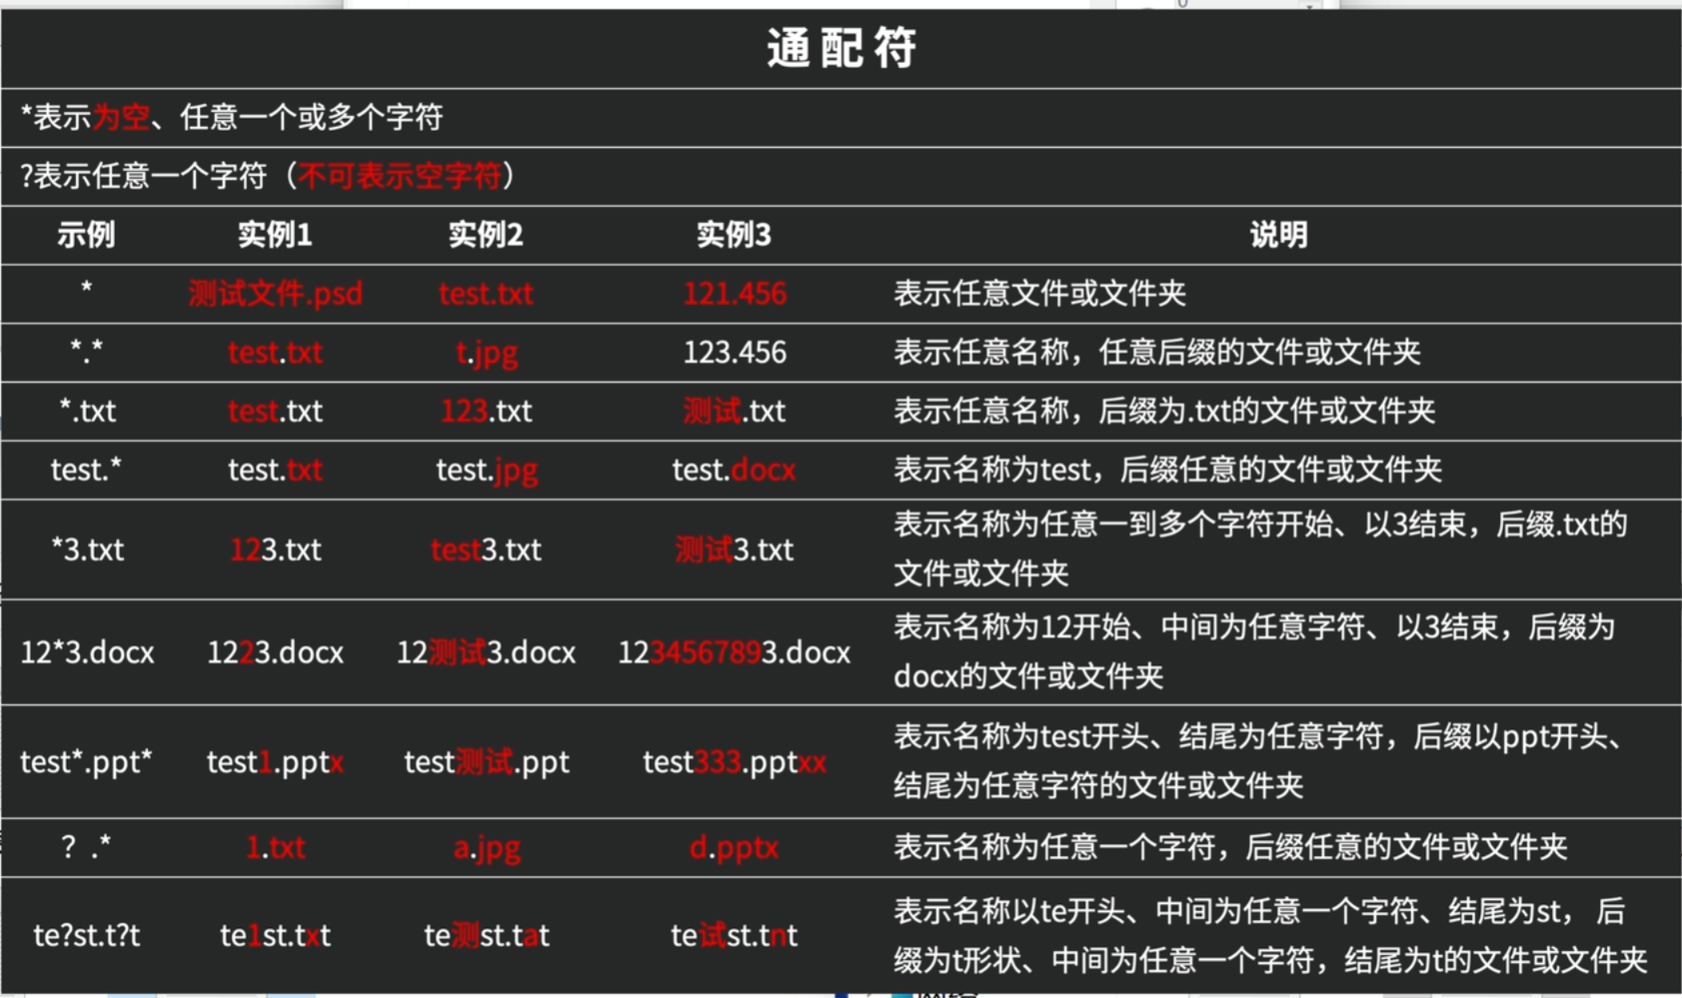 通配符
*表示为空、任意一个或多个字符
?表示任意一个字符（不可表示空字符）
示例 实例1 实例2 实例3 说明
* 测试文件.psd test.txt 121.456 表示任意文件或文件夹
*.* test.txt t.jpg 123.456 表示任意名称，任意后缀的文件或文件夹
*.txt test.txt 123.txt 测试.txt 表示任意名称，后缀为.txt的文件或文件夹
test.* test.txt test.jpg test.docx 表示名称为test，后缀任意的文件或文件夹
*3.txt 123.txt test3.txt 测试3.txt 表示名称为任意一到多个字符开始、以3结束，后缀.txt的
文件或文件夹
12*3.docx 1223.docx 12测试3.docx 1234567893.docx 表示名称为12开始、中间为任意字符、以3结束，后缀为
docx的文件或文件夹
test*.ppt* test1.pptx test测试.ppt test333.pptxx 表示名称为test开头、结尾为任意字符，后缀以ppt开头、
结尾为任意字符的文件或文件夹
？.* 1.txt a.jpg d.pptx 表示名称为任意一个字符，后缀任意的文件或文件夹
te?st.t?t te1st.txt te测st.tat te试st.tnt 表示名称以te开头、中间为任意一个字符、结尾为st，后
缀为t形状、中间为任意一个字符，结尾为t的文件或文件夹